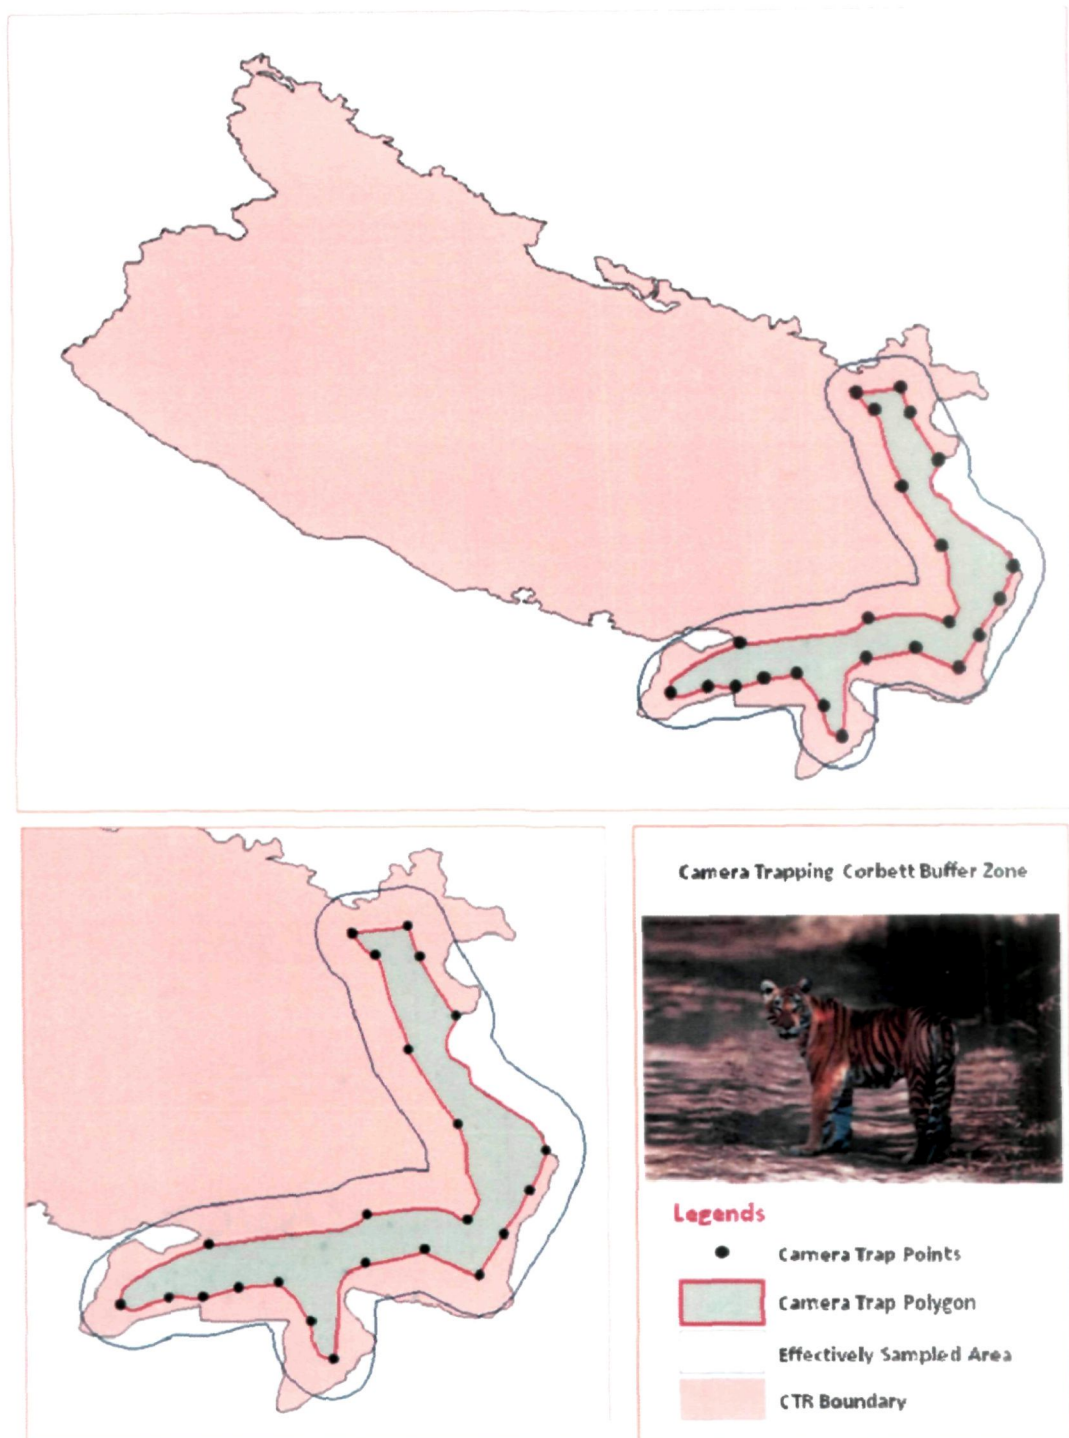 Camera Trapping Corbett Buffer Zone
Legends
Camera Trap Points
Camera Trap Polygon
Effectively Sampled Area
CTR Boundary